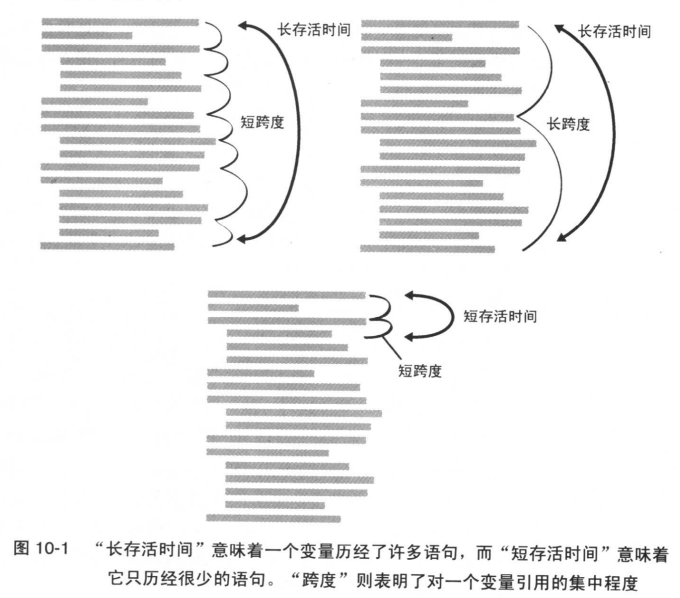 长存活时间
短跨度
长存活时间
长跨度
短存活时间
短跨度
图 10-1 “长存活时间”意味着一个变量历经了许多语句，而“短存活时间”意味着
它只历经很少的语句。“跨度”则表明了对一个变量引用的集中程度